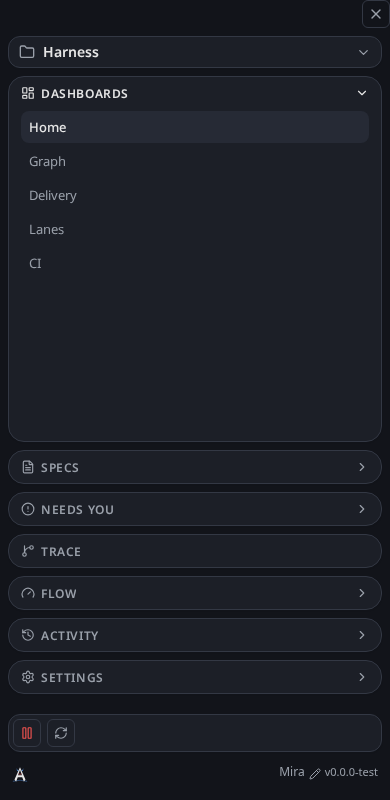 Harness
DASHBOARDS
Home
Graph
Delivery
Lanes
CI
SPECS
NEEDS YOU
TRACE
FLOW
ACTIVITY
SETTINGS
A Mira v0.0.0-test